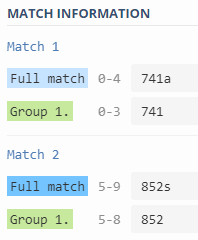 MATCH INFORMATION
Match 1
Full match 0-4 741a
Group 1. 0-3 741
Match 2
Full match 5-9 852s
Group 1. 5-8 852